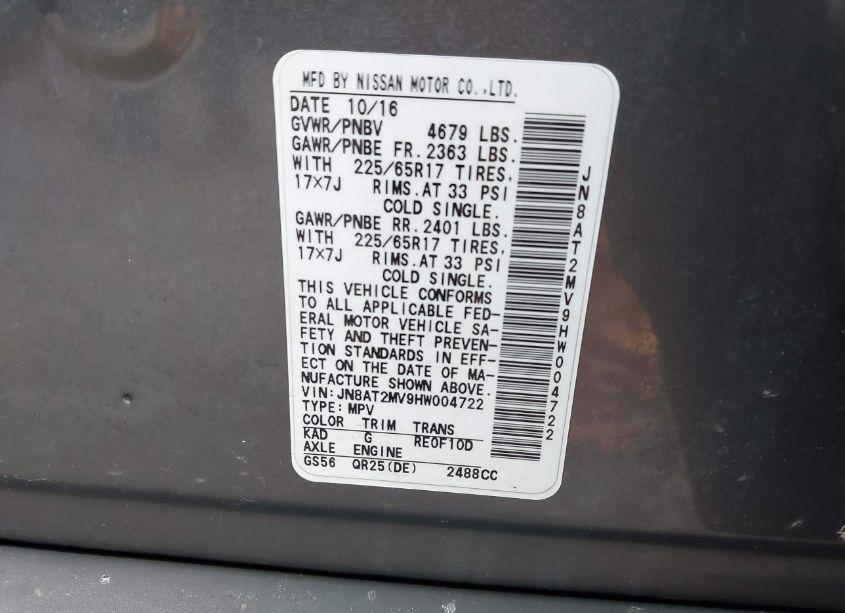 MFD BY NISSAN MOTOR CO.,LTD.
DATE 10/16
GVWR/PNBV 4679 LBS.
GAWR/PNBE FR.2363 LBS.
WITH 225/65R17 TIRES,
17×7J RIMS.AT 33 PSI
COLD SINGLE.
GAWR/PNBE RR.2401 LBS.
WITH 225/65R17 TIRES,
17×7J RIMS.AT 33 PSI
COLD SINGLE.
THIS VEHICLE CONFORMS
TO ALL APPLICABLE FED-
ERAL MOTOR VEHICLE SA-
FETY AND THEFT PREVEN-
TION STANDARDS IN EFF-
ECT ON THE DATE OF MA-
NUFACTURE SHOWN ABOVE.
VIN:JN8AT2MV9HW004722
TYPE:MPV
COLOR TRIM TRANS
KAD G RE0F10D
AXLE ENGINE
GS56 QR25(DE) 2488CC
JN8AT2MV9HW004722